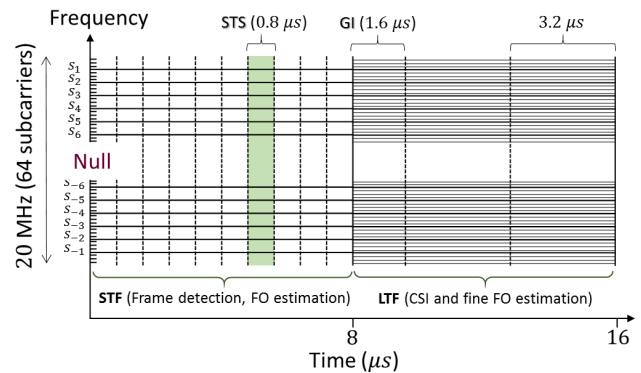 Frequency
STS (0.8 μs)
GI (1.6 μs)
3.2 μs
20 MHz (64 subcarriers)
S₁
S₂
S₃
S₄
S₅
S₆
Null
S₋₆
S₋₅
S₋₄
S₋₃
S₋₂
S₋₁
STF (Frame detection, FO estimation)
LTF (CSI and fine FO estimation)
8
16
Time (μs)